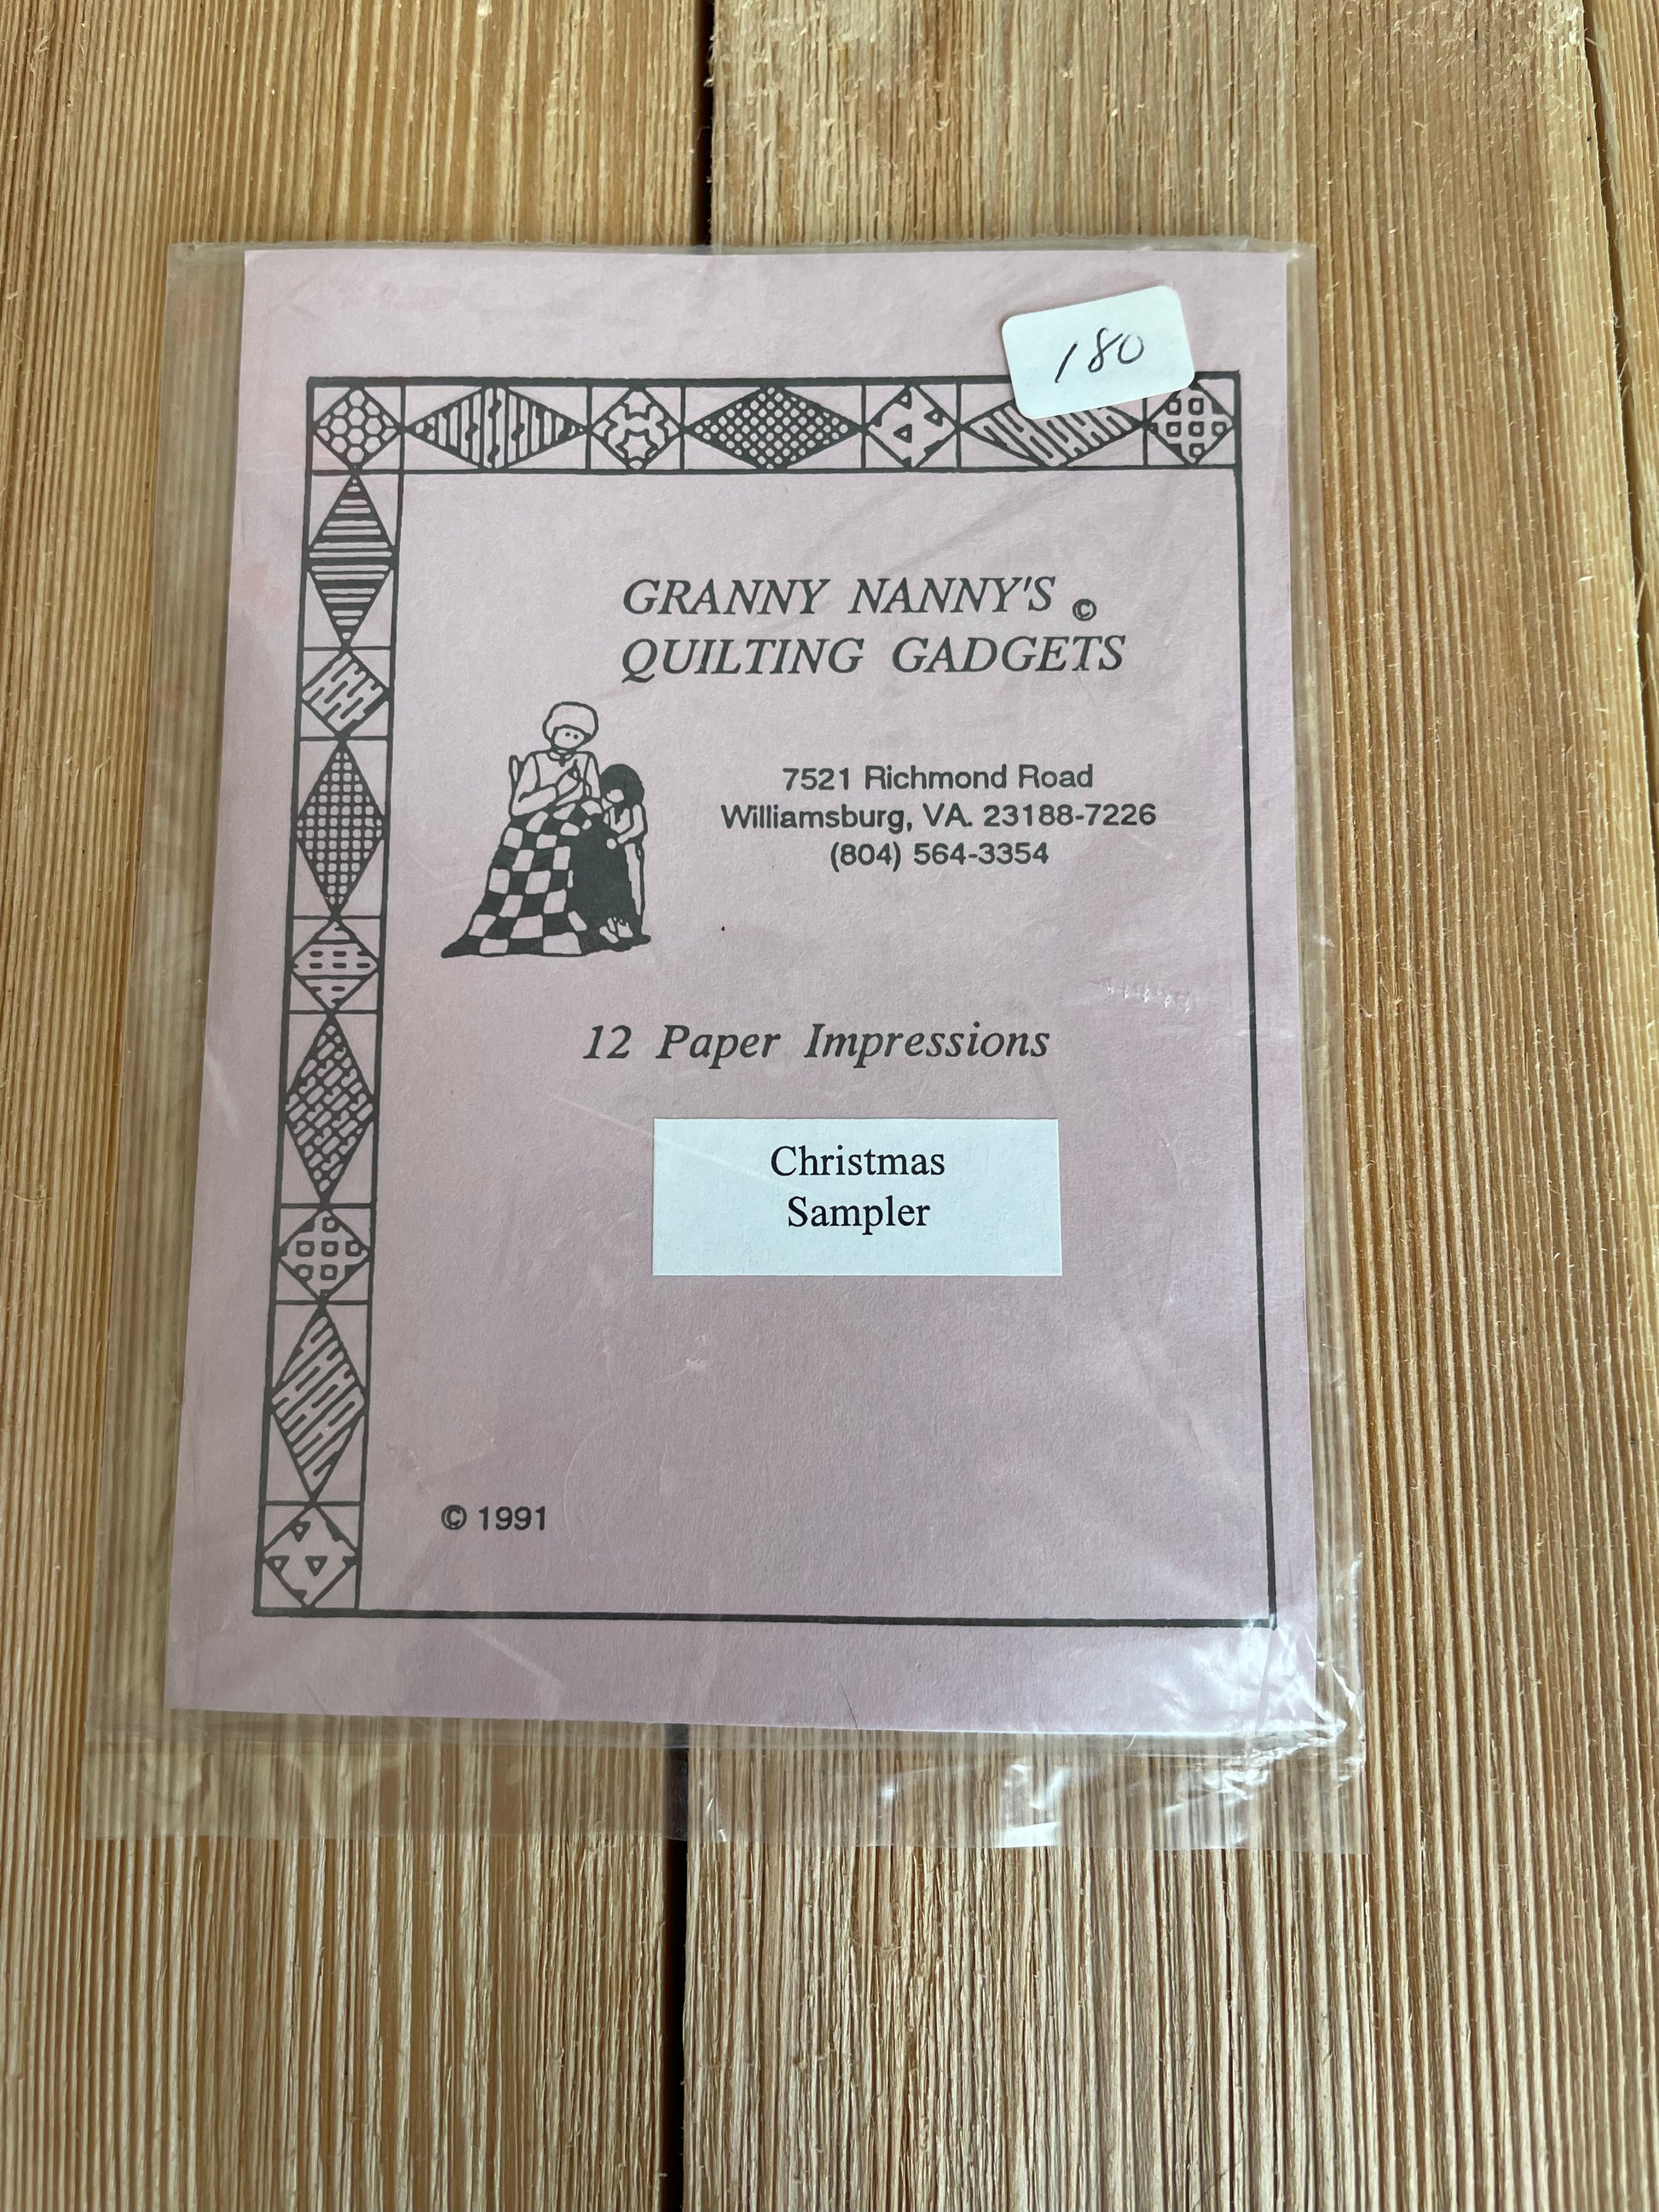 180
GRANNY NANNY'S ©
QUILTING GADGETS
7521 Richmond Road
Williamsburg, VA. 23188-7226
(804) 564-3354
12 Paper Impressions
Christmas
Sampler
© 1991